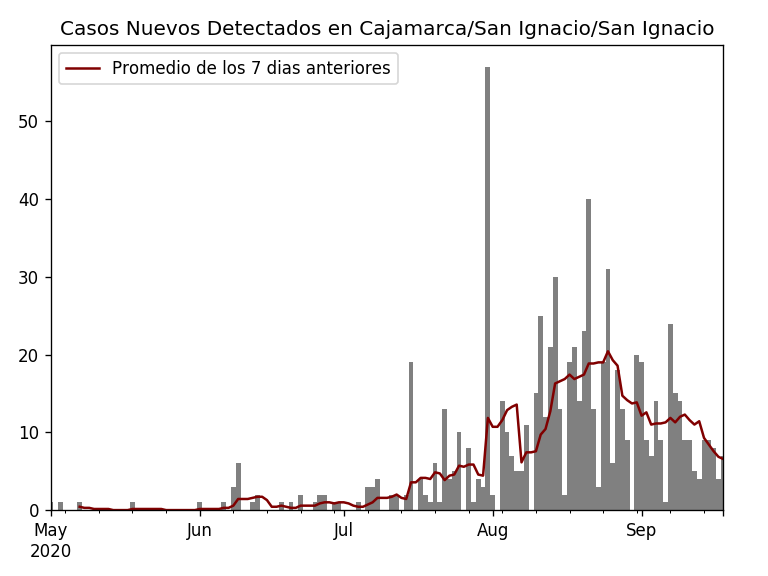 Casos Nuevos Detectados en Cajamarca/San Ignacio/San Ignacio
Promedio de los 7 dias anteriores
50
40
30
20
10
0
May Jun Jul Aug Sep
2020